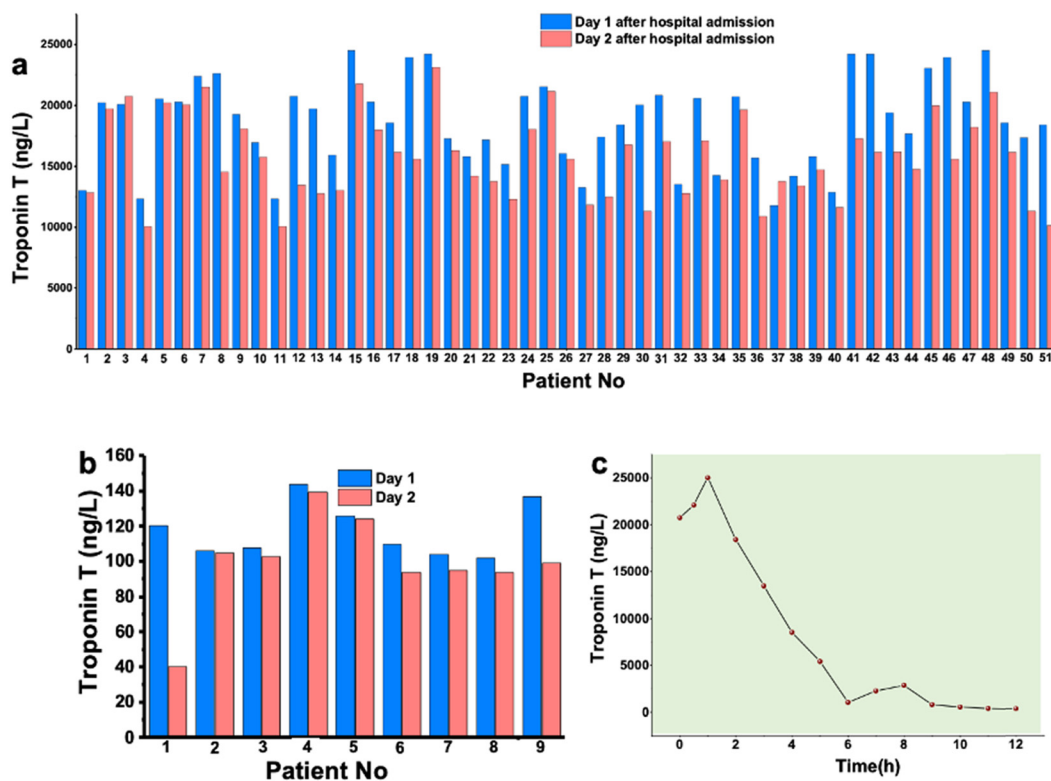 a
Day 1 after hospital admission
Day 2 after hospital admission
Troponin T (ng/L)
25000
20000
15000
10000
5000
0
1 2 3 4 5 6 7 8 9 10 11 12 13 14 15 16 17 18 19 20 21 22 23 24 25 26 27 28 29 30 31 32 33 34 35 36 37 38 39 40 41 42 43 44 45 46 47 48 49 50 51
Patient No
b
Day 1
Day 2
Troponin T (ng/L)
160
140
120
100
80
60
40
20
0
1 2 3 4 5 6 7 8 9
Patient No
c
Troponin T (ng/L)
25000
20000
15000
10000
5000
0
0 2 4 6 8 10 12
Time(h)